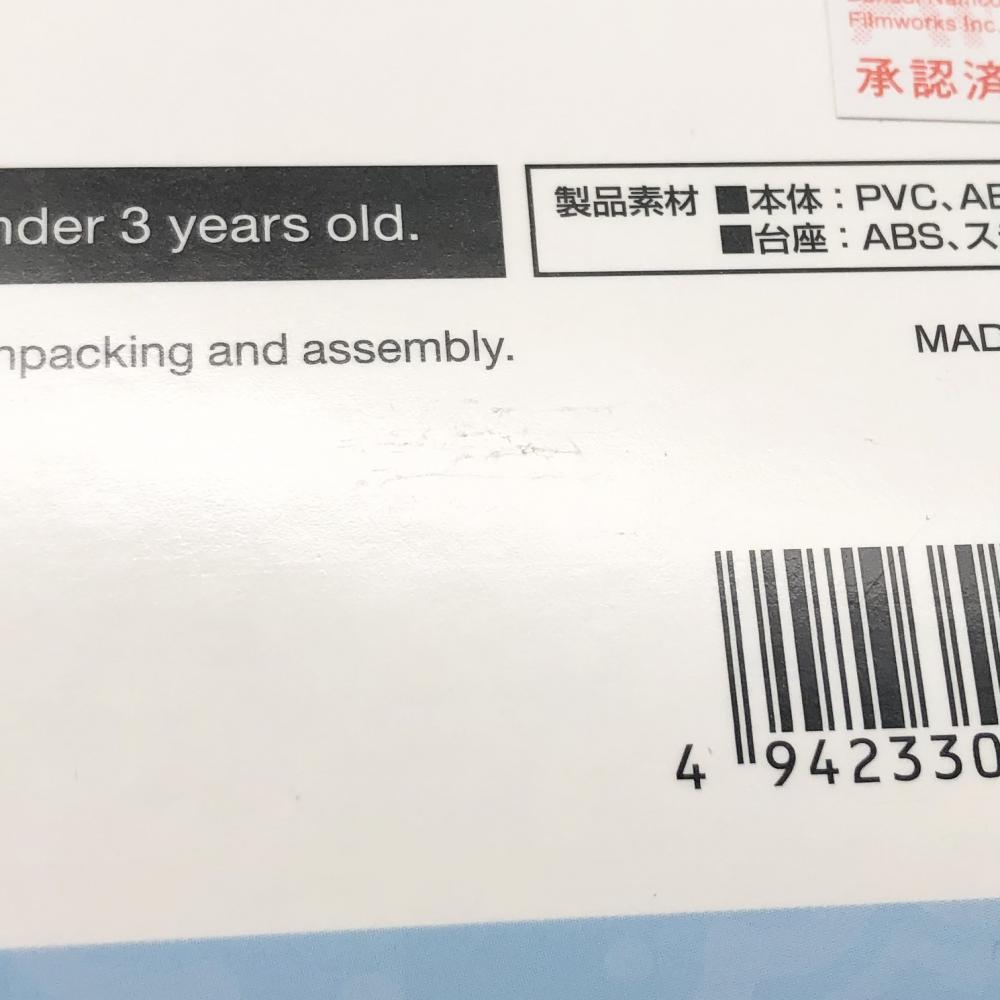 Filmworks Inc.
承認済
nder 3 years old.
製品素材 ■本体：PVC、AB
■台座：ABS、ス
npacking and assembly.
MAD
4 942330